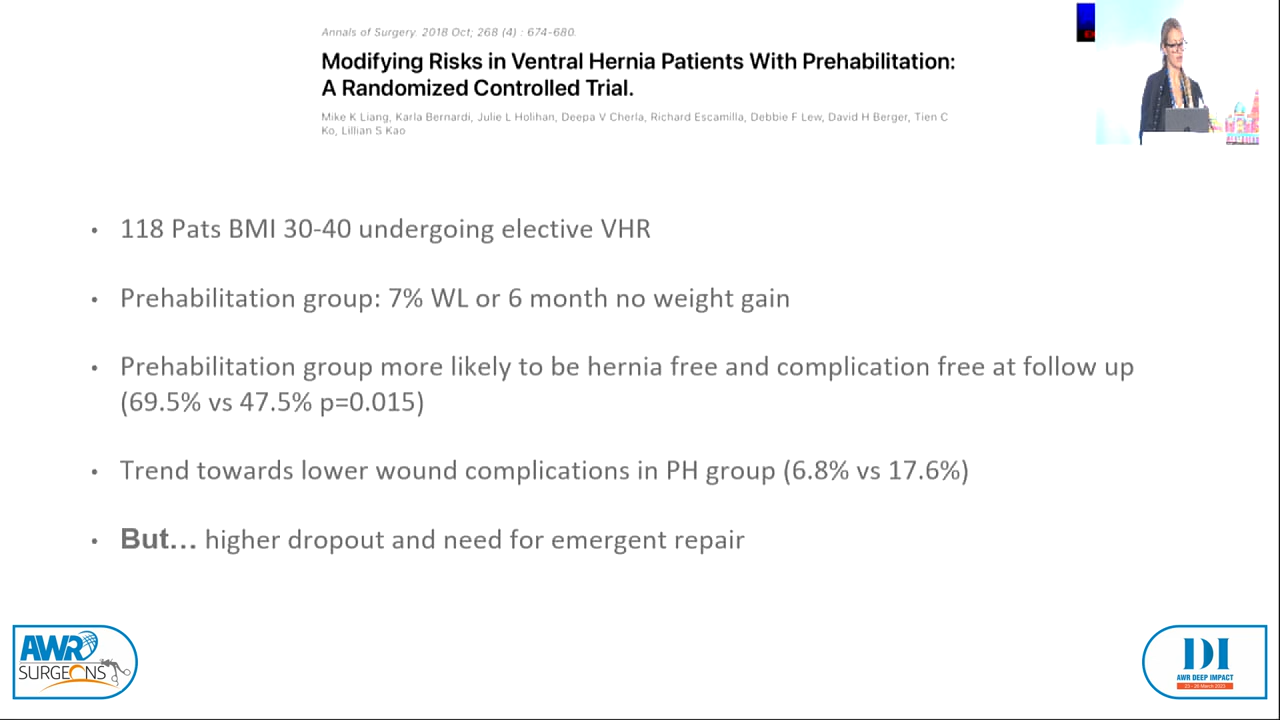 Annals of Surgery. 2018 Oct; 268 (4) : 674-680.
Modifying Risks in Ventral Hernia Patients With Prehabilitation:
A Randomized Controlled Trial.
Mike K Liang, Karla Bernardi, Julie L Holihan, Deepa V Cherla, Richard Escamilla, Debbie F Lew, David H Berger, Tien C
Ko, Lillian S Kao
• 118 Pats BMI 30-40 undergoing elective VHR
• Prehabilitation group: 7% WL or 6 month no weight gain
• Prehabilitation group more likely to be hernia free and complication free at follow up
(69.5% vs 47.5% p=0.015)
• Trend towards lower wound complications in PH group (6.8% vs 17.6%)
• But... higher dropout and need for emergent repair
AWR
SURGEONS
DI
AWR DEEP IMPACT
March 2023